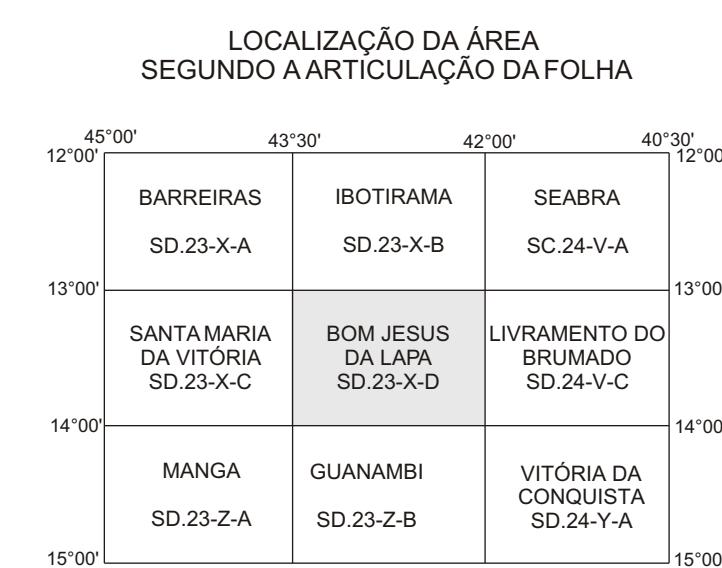 LOCALIZAÇÃO DA ÁREA
SEGUNDO A ARTICULAÇÃO DA FOLHA
45°00' 43°30' 42°00' 40°30'
12°00' 12°00
BARREIRAS IBOTIRAMA SEABRA
SD.23-X-A SD.23-X-B SC.24-V-A
13°00' 13°00
SANTA MARIA BOM JESUS LIVRAMENTO DO
DA VITÓRIA DA LAPA BRUMADO
SD.23-X-C SD.23-X-D SD.24-V-C
14°00' 14°00
MANGA GUANAMBI VITÓRIA DA
CONQUISTA
SD.23-Z-A SD.23-Z-B SD.24-Y-A
15°00' 15°00